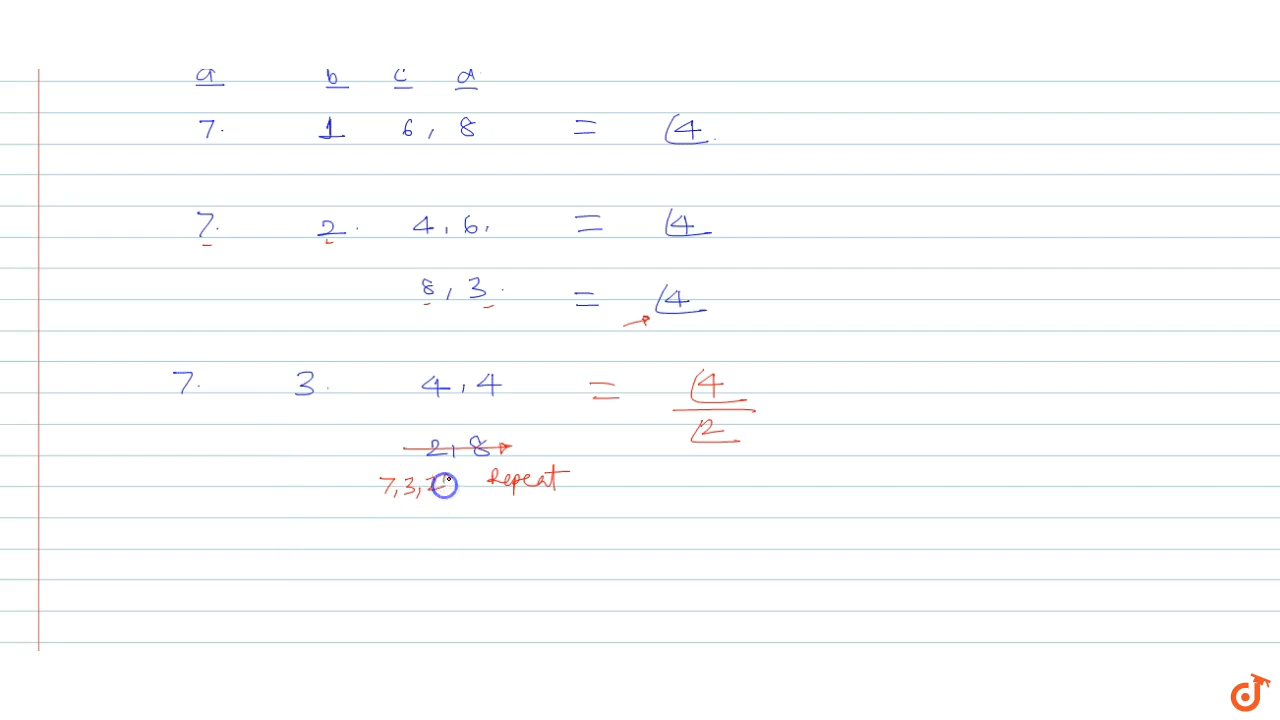 a b c d
7. 1 6, 8 = ⌊4.
7. 2. 4, 6. = ⌊4
8, 3. = ⌊4
7. 3. 4, 4 = ⌊4
⌊2
2, 8
7, 3, Repeat